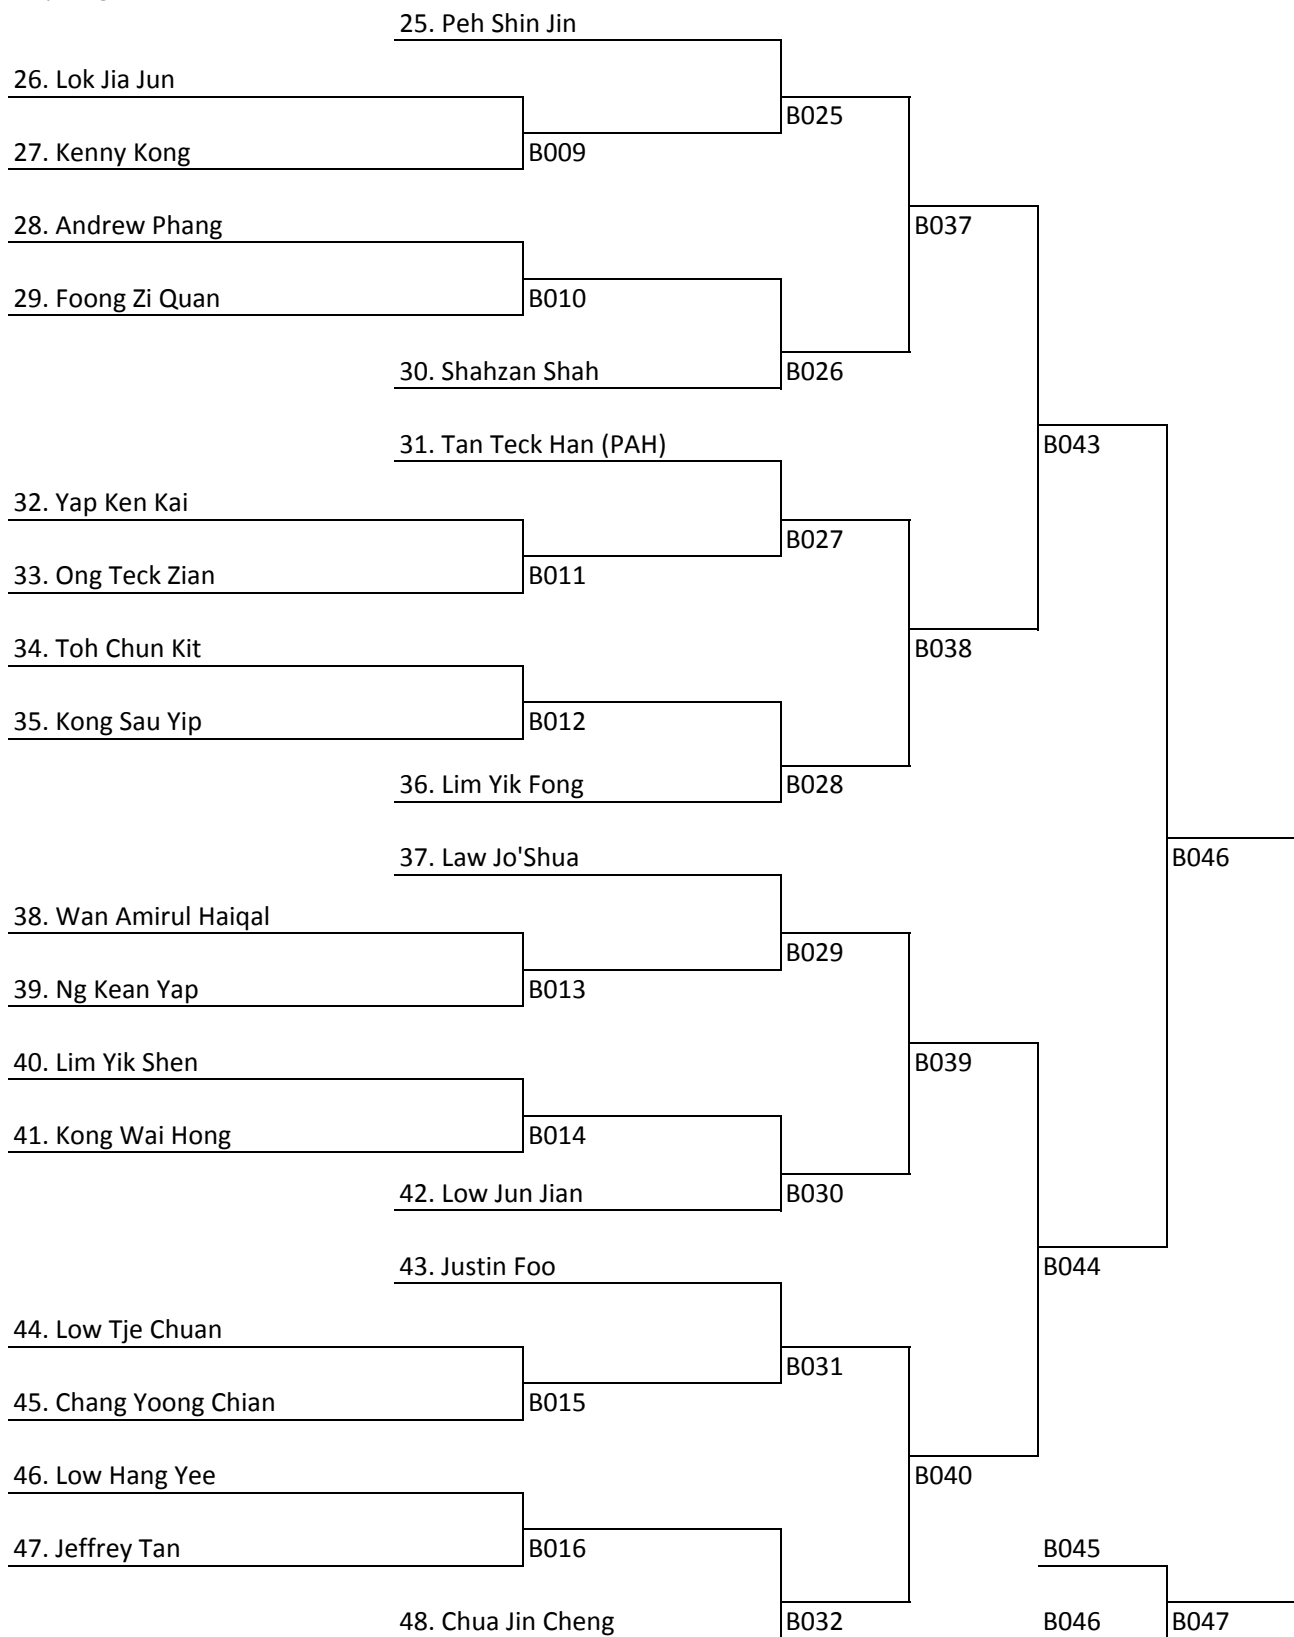 25. Peh Shin Jin
26. Lok Jia Jun
B025
27. Kenny Kong
B009
28. Andrew Phang
B037
29. Foong Zi Quan
B010
30. Shahzan Shah
B026
31. Tan Teck Han (PAH)
B043
32. Yap Ken Kai
B027
33. Ong Teck Zian
B011
34. Toh Chun Kit
B038
35. Kong Sau Yip
B012
36. Lim Yik Fong
B028
37. Law Jo'Shua
B046
38. Wan Amirul Haiqal
B029
39. Ng Kean Yap
B013
40. Lim Yik Shen
B039
41. Kong Wai Hong
B014
42. Low Jun Jian
B030
43. Justin Foo
B044
44. Low Tje Chuan
B031
45. Chang Yoong Chian
B015
46. Low Hang Yee
B040
47. Jeffrey Tan
B016
B045
48. Chua Jin Cheng
B032
B046
B047